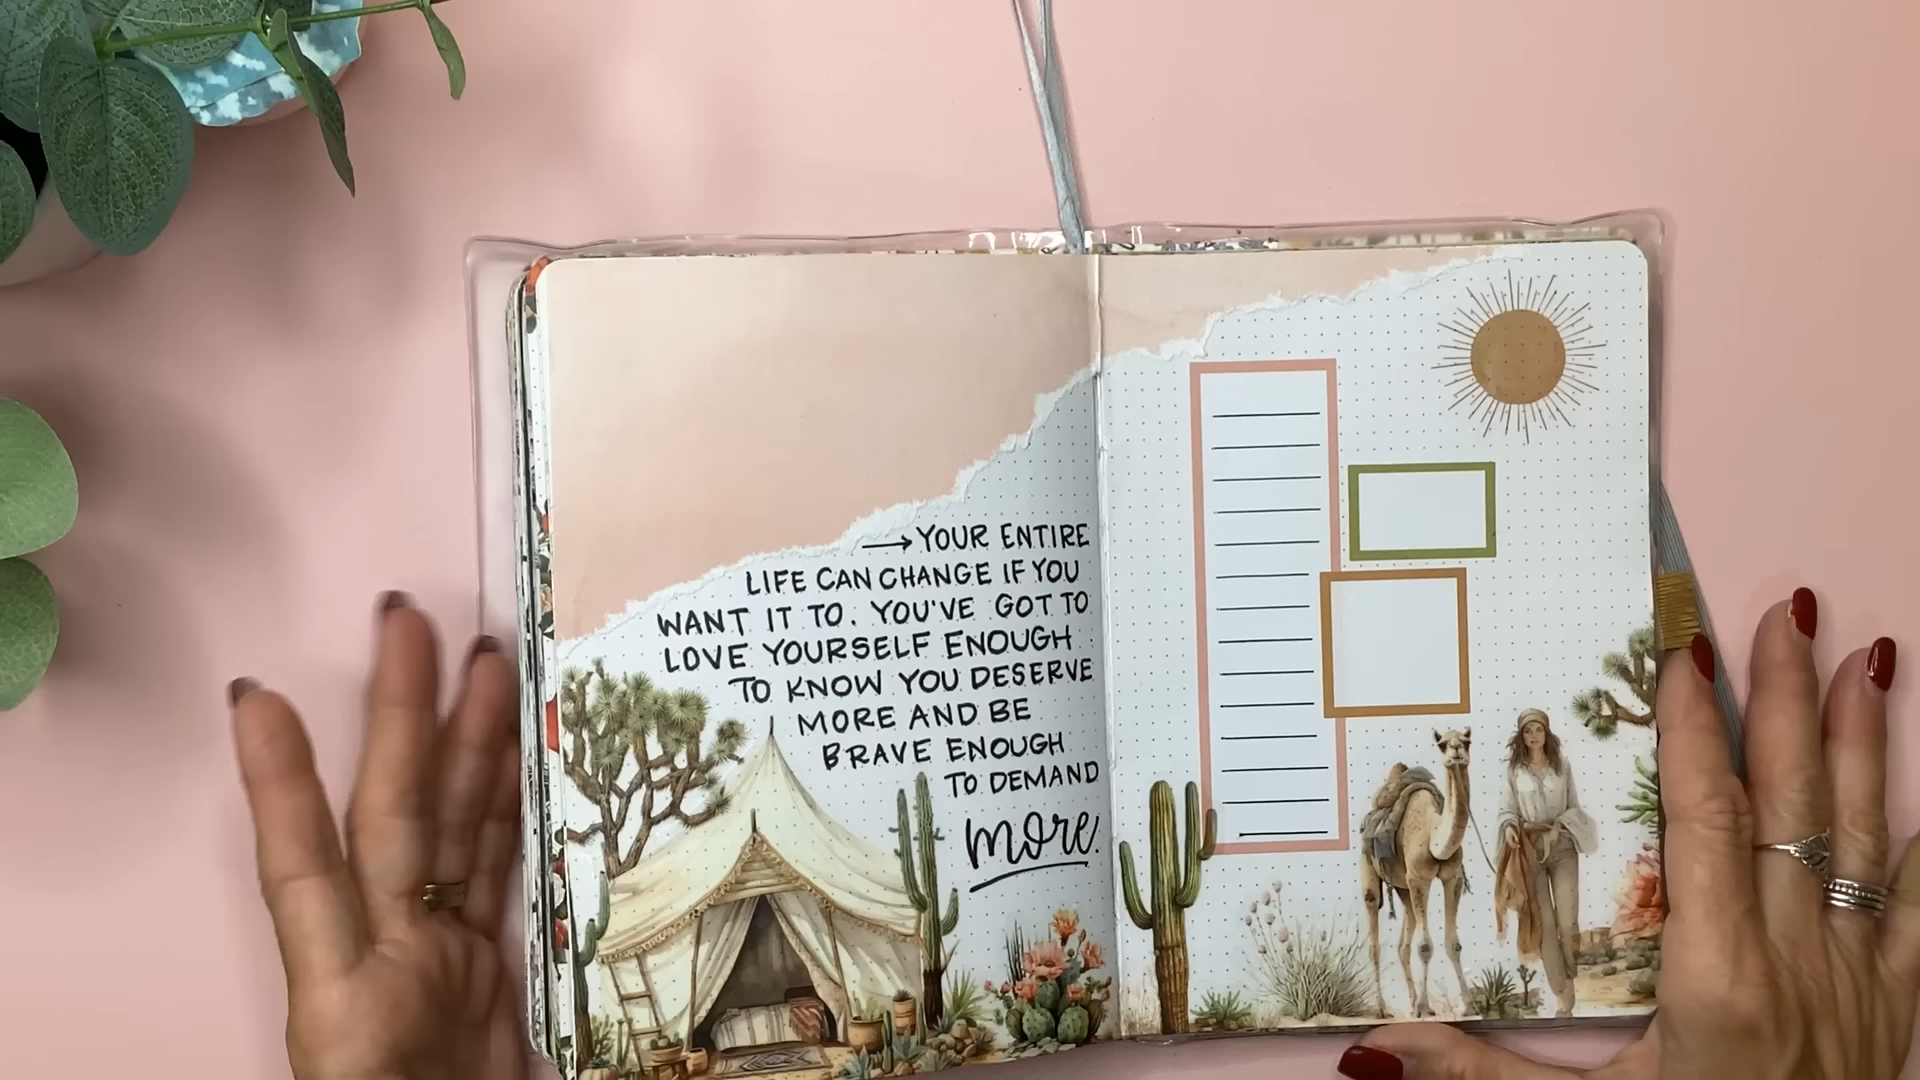 →YOUR ENTIRE
LIFE CAN CHANGE IF YOU
WANT IT TO. YOU'VE GOT TO
LOVE YOURSELF ENOUGH
TO KNOW YOU DESERVE
MORE AND BE
BRAVE ENOUGH
TO DEMAND
more.